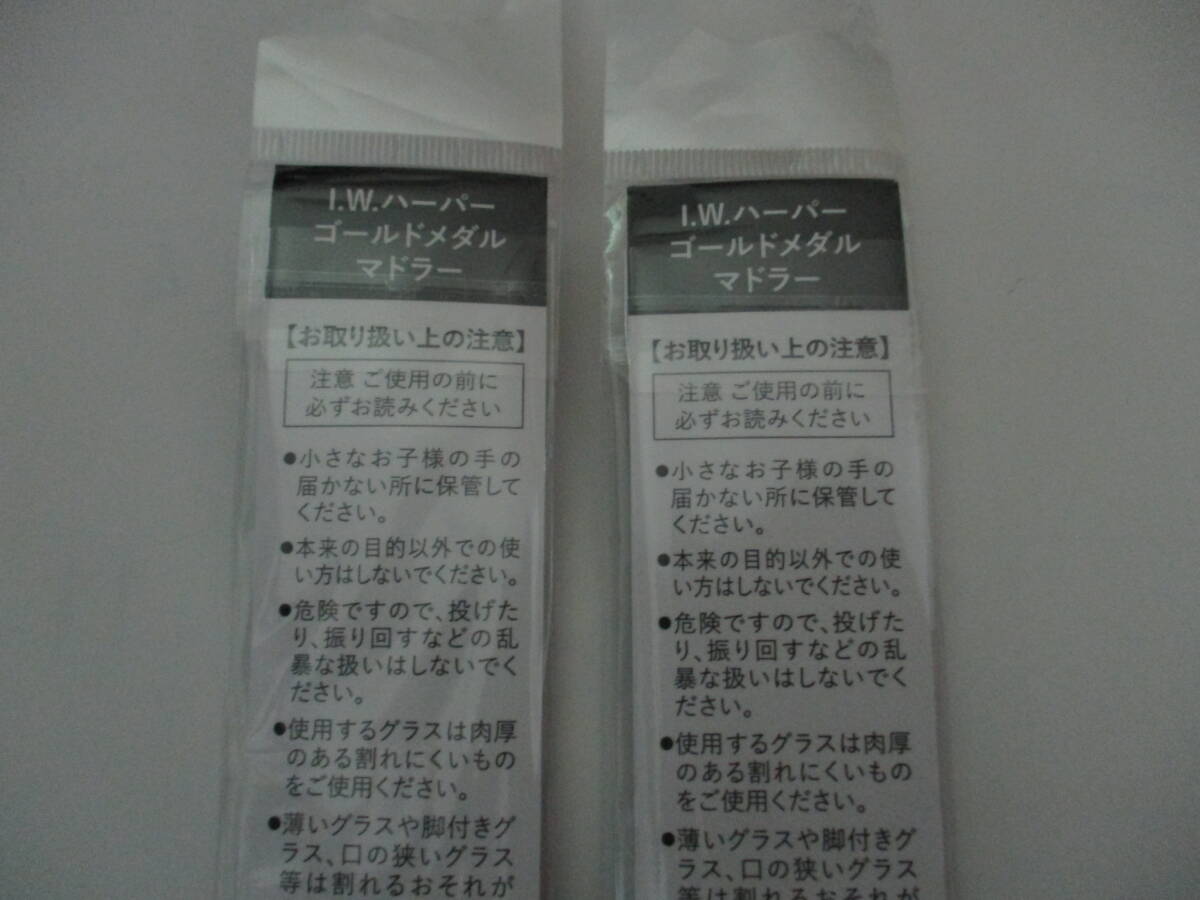 I.W.ハーパー
ゴールドメダル
マドラー
【お取り扱い上の注意】
注意 ご使用の前に
必ずお読みください
●小さなお子様の手の
届かない所に保管して
ください。
●本来の目的以外での使
い方はしないでください。
●危険ですので、投げた
り、振り回すなどの乱
暴な扱いはしないでく
ださい。
●使用するグラスは肉厚
のある割れにくいもの
をご使用ください。
●薄いグラスや脚付きグ
ラス、口の狭いグラス
等は割れるおそれが
I.W.ハーパー
ゴールドメダル
マドラー
【お取り扱い上の注意】
注意 ご使用の前に
必ずお読みください
●小さなお子様の手の
届かない所に保管して
ください。
●本来の目的以外での使
い方はしないでください。
●危険ですので、投げた
り、振り回すなどの乱
暴な扱いはしないでく
ださい。
●使用するグラスは肉厚
のある割れにくいもの
をご使用ください。
●薄いグラスや脚付きグ
ラス、口の狭いグラス
等は割れるおそれが